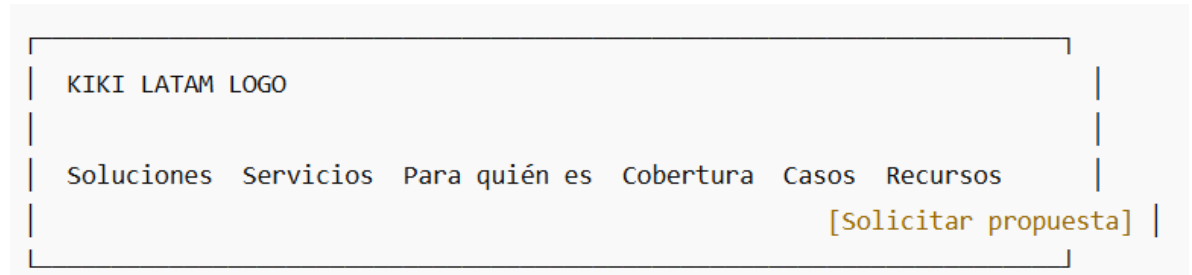 KIKI LATAM LOGO
Soluciones Servicios Para quién es Cobertura Casos Recursos
[Solicitar propuesta]